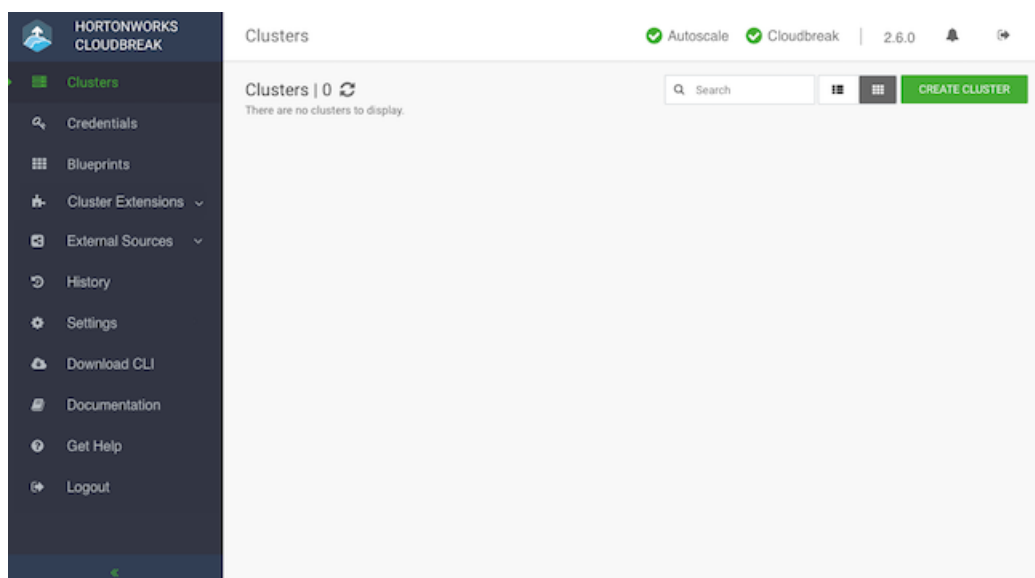 HORTONWORKS
CLOUDBREAK
Clusters
Credentials
Blueprints
Cluster Extensions
External Sources
History
Settings
Download CLI
Documentation
Get Help
Logout
Clusters
Autoscale Cloudbreak | 2.6.0
Clusters | 0
There are no clusters to display.
Search
CREATE CLUSTER